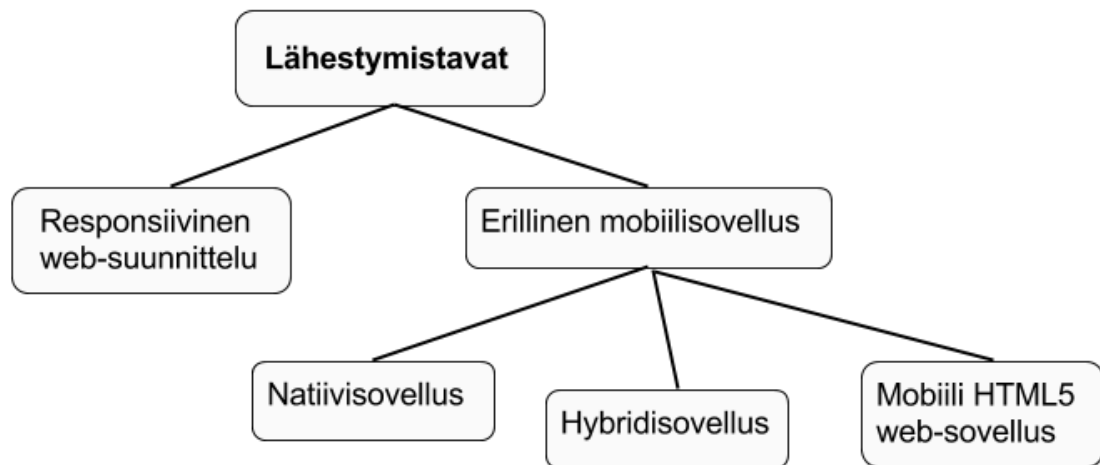 Lähestymistavat
Responsiivinen
web-suunnittelu
Erillinen mobiilisovellus
Natiivisovellus
Hybridisovellus
Mobiili HTML5
web-sovellus